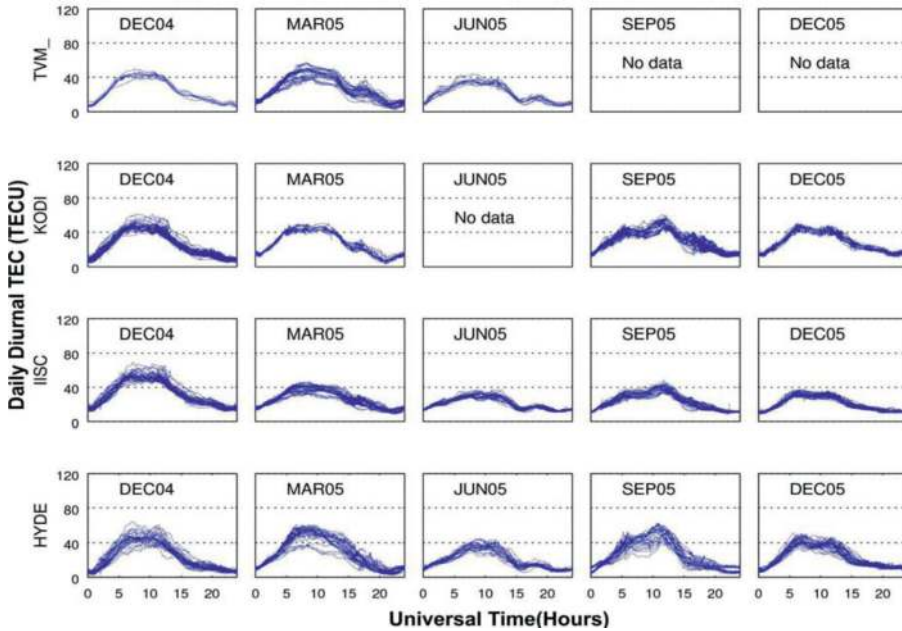 Daily Diurnal TEC (TECU)
TVM_
120
80
40
0
DEC04
MAR05
JUN05
SEP05
No data
DEC05
No data
KODI
120
80
40
0
DEC04
MAR05
JUN05
No data
SEP05
DEC05
IISC
120
80
40
0
DEC04
MAR05
JUN05
SEP05
DEC05
HYDE
120
80
40
0
DEC04
MAR05
JUN05
SEP05
DEC05
0 5 10 15 20
0 5 10 15 20
0 5 10 15 20
0 5 10 15 20
0 5 10 15 20
Universal Time(Hours)